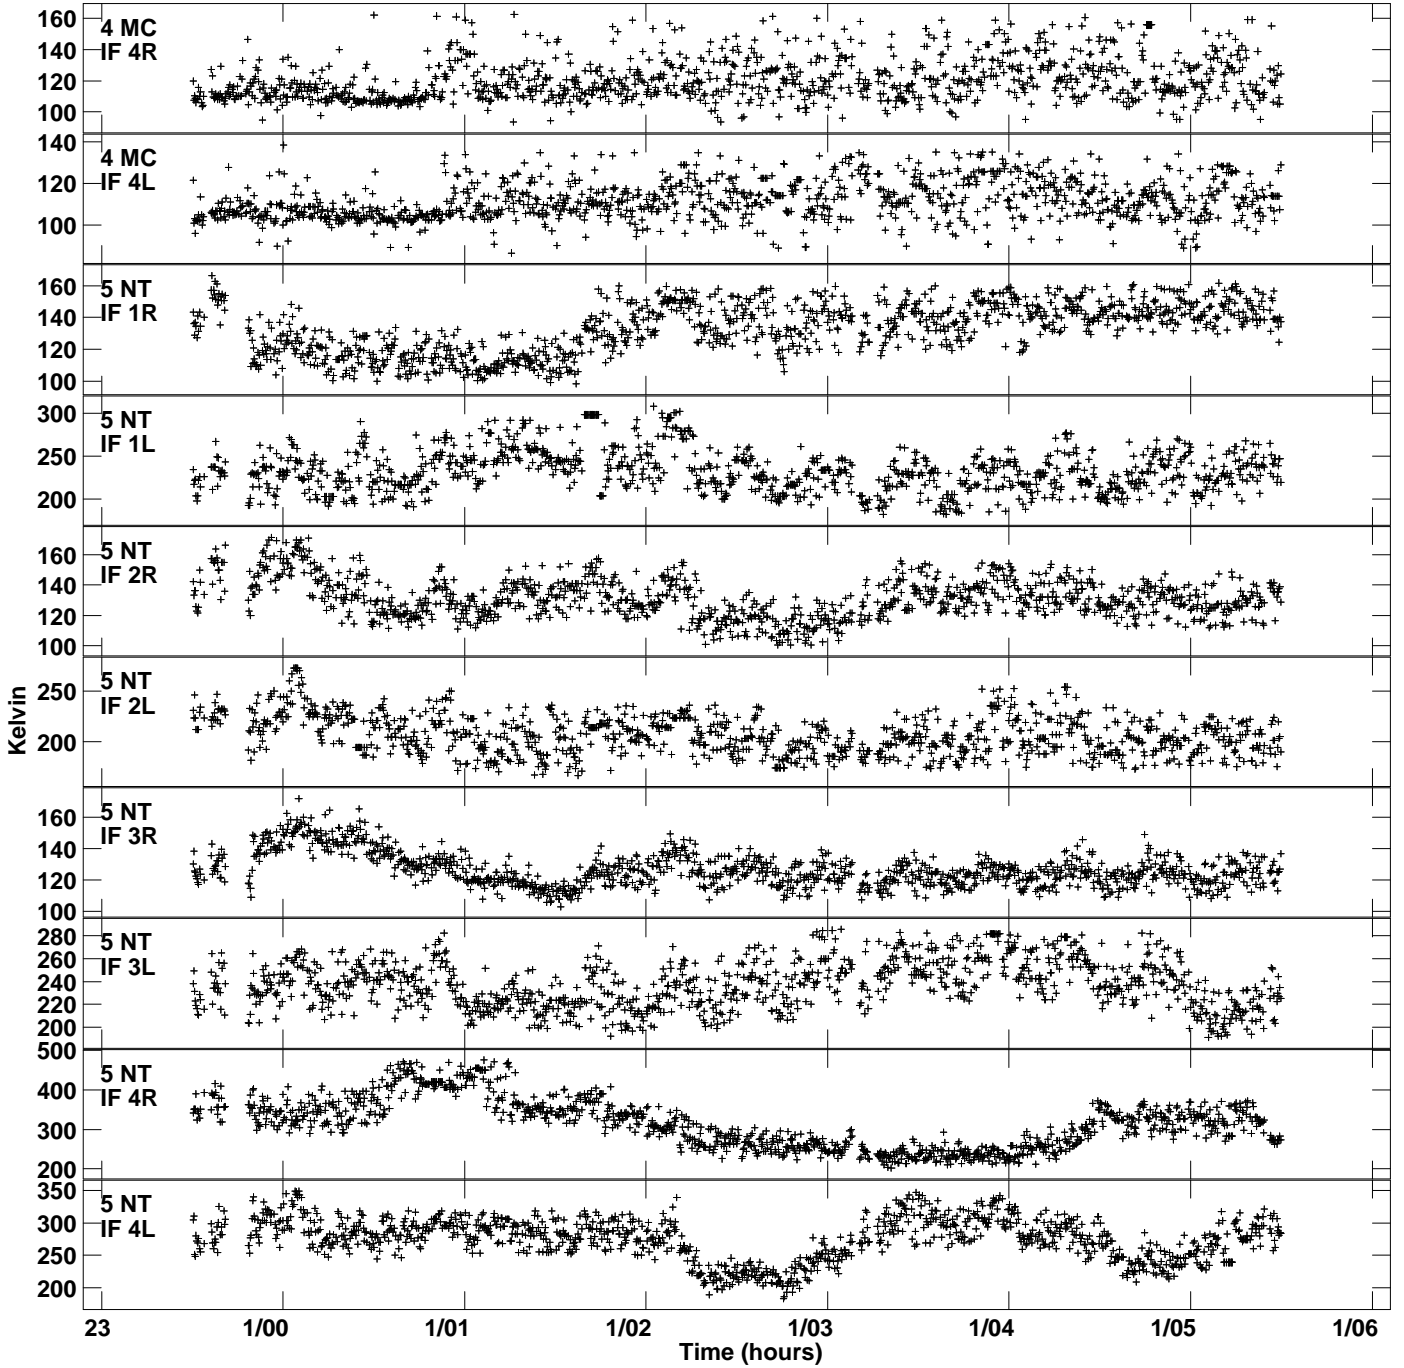 160
140
120
100
4 MC
IF 4R
140
120
100
4 MC
IF 4L
160
140
120
100
5 NT
IF 1R
300
250
200
5 NT
IF 1L
160
140
120
100
5 NT
IF 2R
250
200
5 NT
IF 2L
Kelvin
160
140
120
100
5 NT
IF 3R
280
260
240
220
200
5 NT
IF 3L
500
400
300
200
5 NT
IF 4R
350
300
250
200
5 NT
IF 4L
23 1/00 1/01 1/02 1/03 1/04 1/05 1/06
Time (hours)